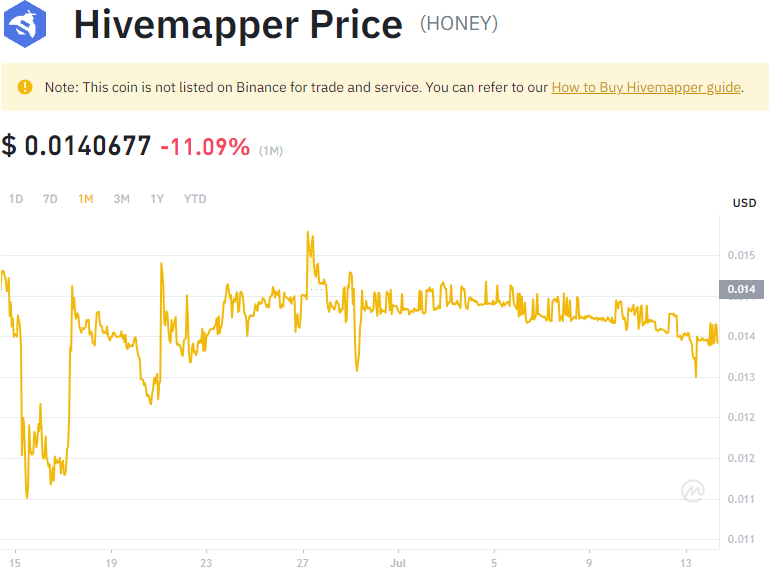 Hivemapper Price (HONEY)
Note: This coin is not listed on Binance for trade and service. You can refer to our How to Buy Hivemapper guide.
$ 0.0140677 -11.09% (1M)
1D 7D 1M 3M 1Y YTD
USD
0.015
0.014
0.014
0.013
0.012
0.012
0.011
0.011
15 19 23 27 Jul 5 9 13